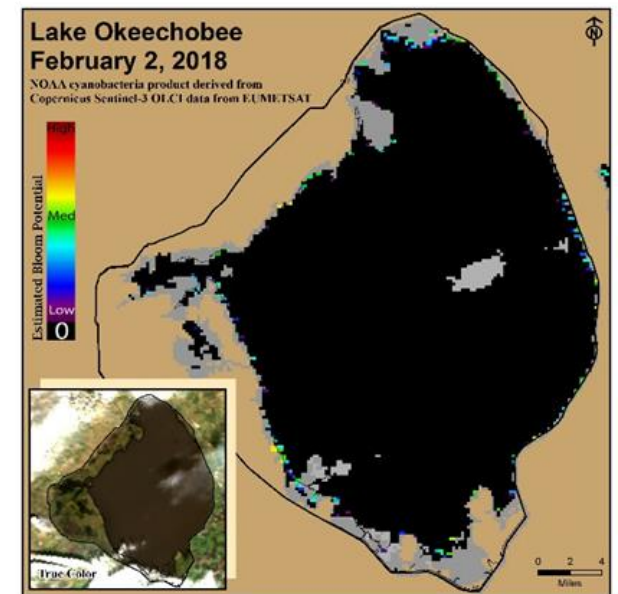 Lake Okeechobee
February 2, 2018
NOAA cyanobacteria product derived from
Copernicus Sentinel-3 OLCI data from EUMETSAT
N
High
Med
Low
0
Estimated Bloom Potential
True Color
0 2 4
Miles